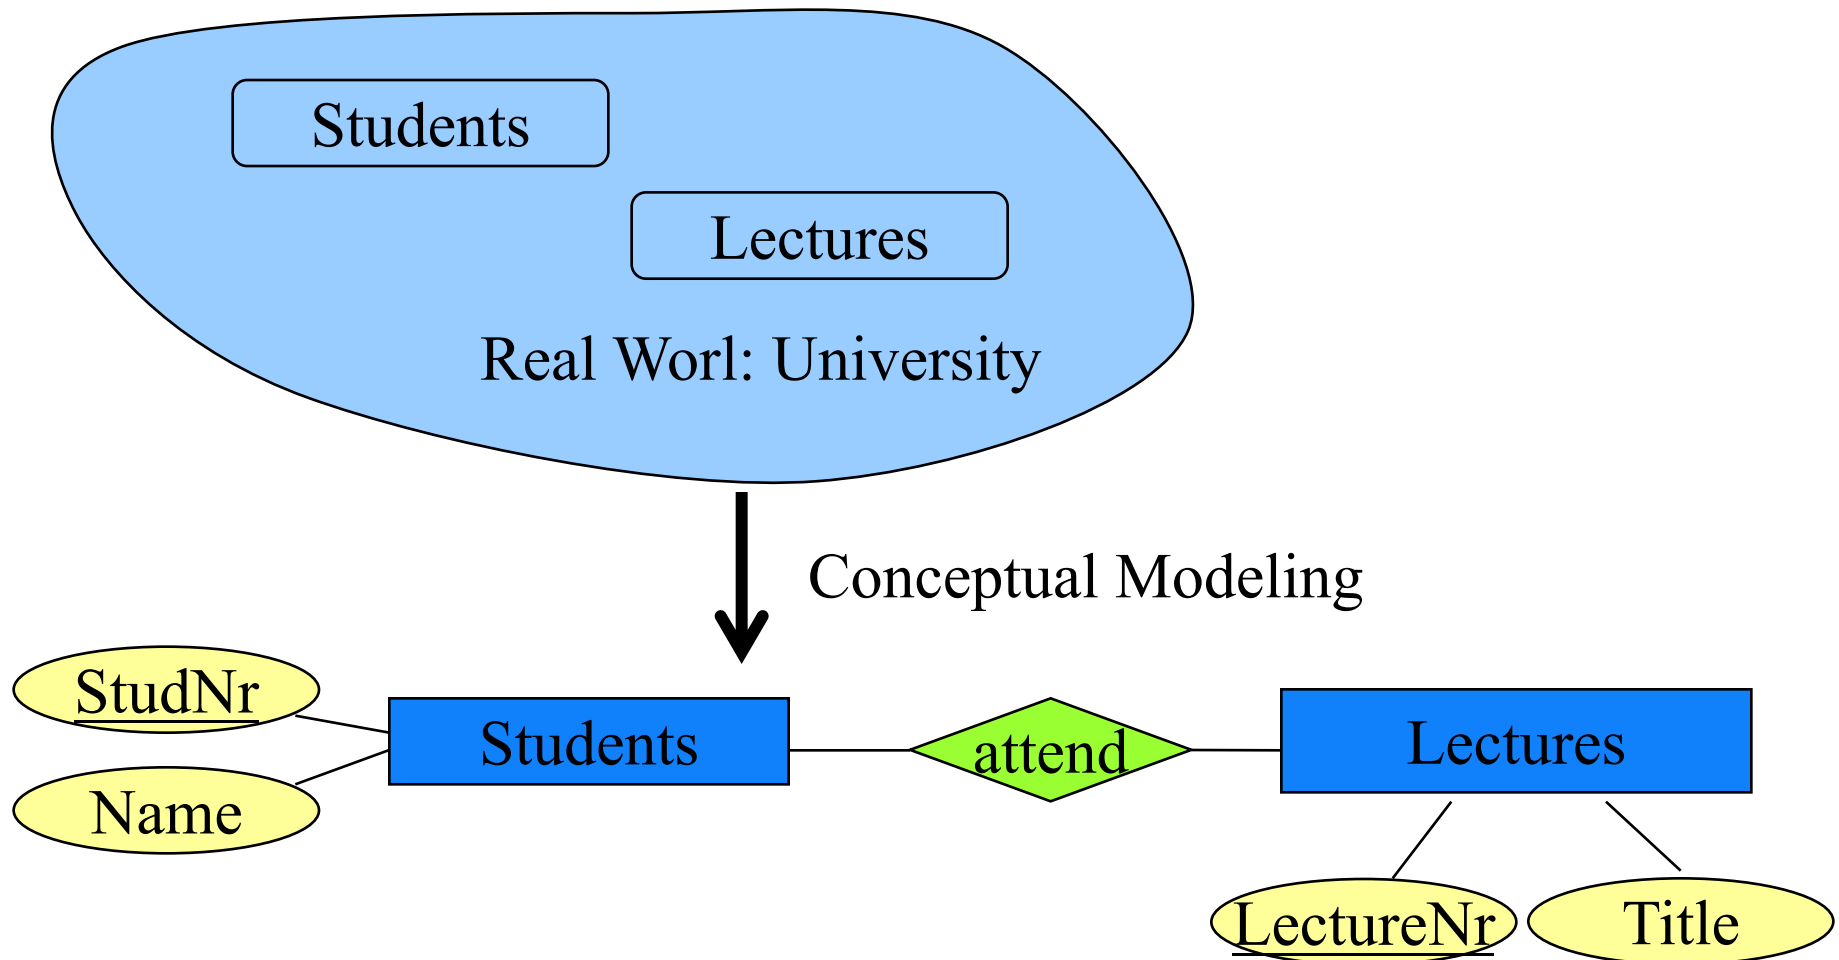 Students
Lectures
Real Worl: University
Conceptual Modeling
StudNr
Students
attend
Lectures
Name
LectureNr
Title